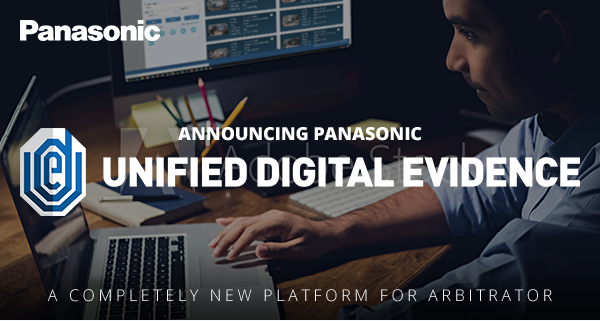 Panasonic
ANNOUNCING PANASONIC
UNIFIED DIGITAL EVIDENCE
A COMPLETELY NEW PLATFORM FOR ARBITRATOR